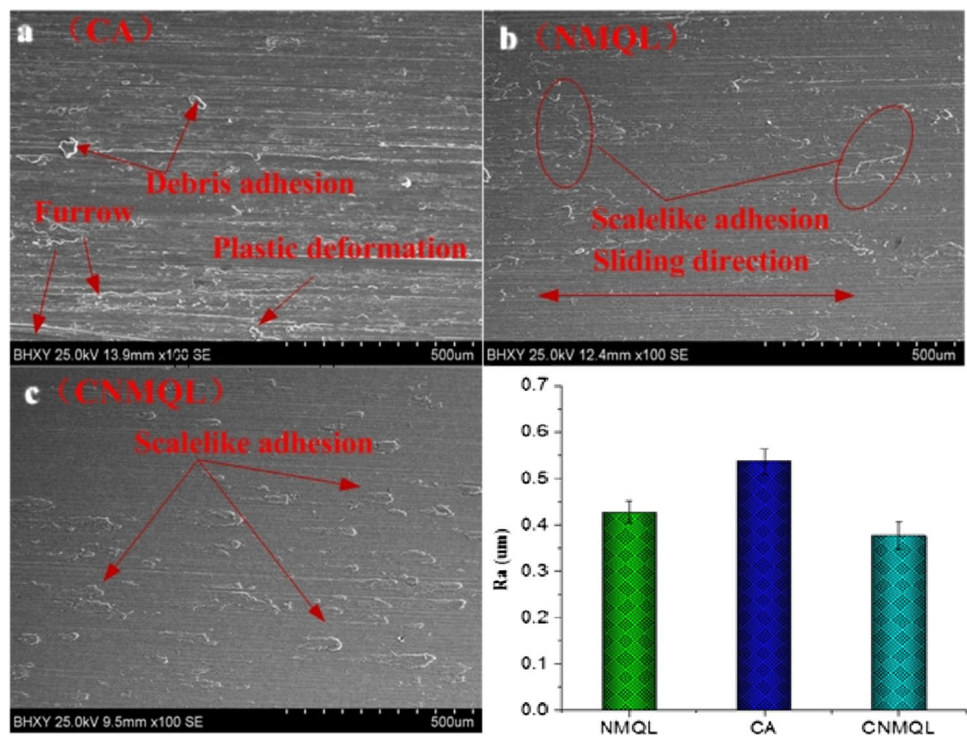 a （CA）
Debris adhesion
Furrow
Plastic deformation
BHXY 25.0kV 13.9mm x100 SE 500um
b （NMQL）
Scalelike adhesion
Sliding direction
BHXY 25.0kV 12.4mm x100 SE 500um
c （CNMQL）
Scalelike adhesion
BHXY 25.0kV 9.5mm x100 SE 500um
0.7
0.6
0.5
0.4
0.3
0.2
0.1
0.0
Ra (um)
NMQL CA CNMQL